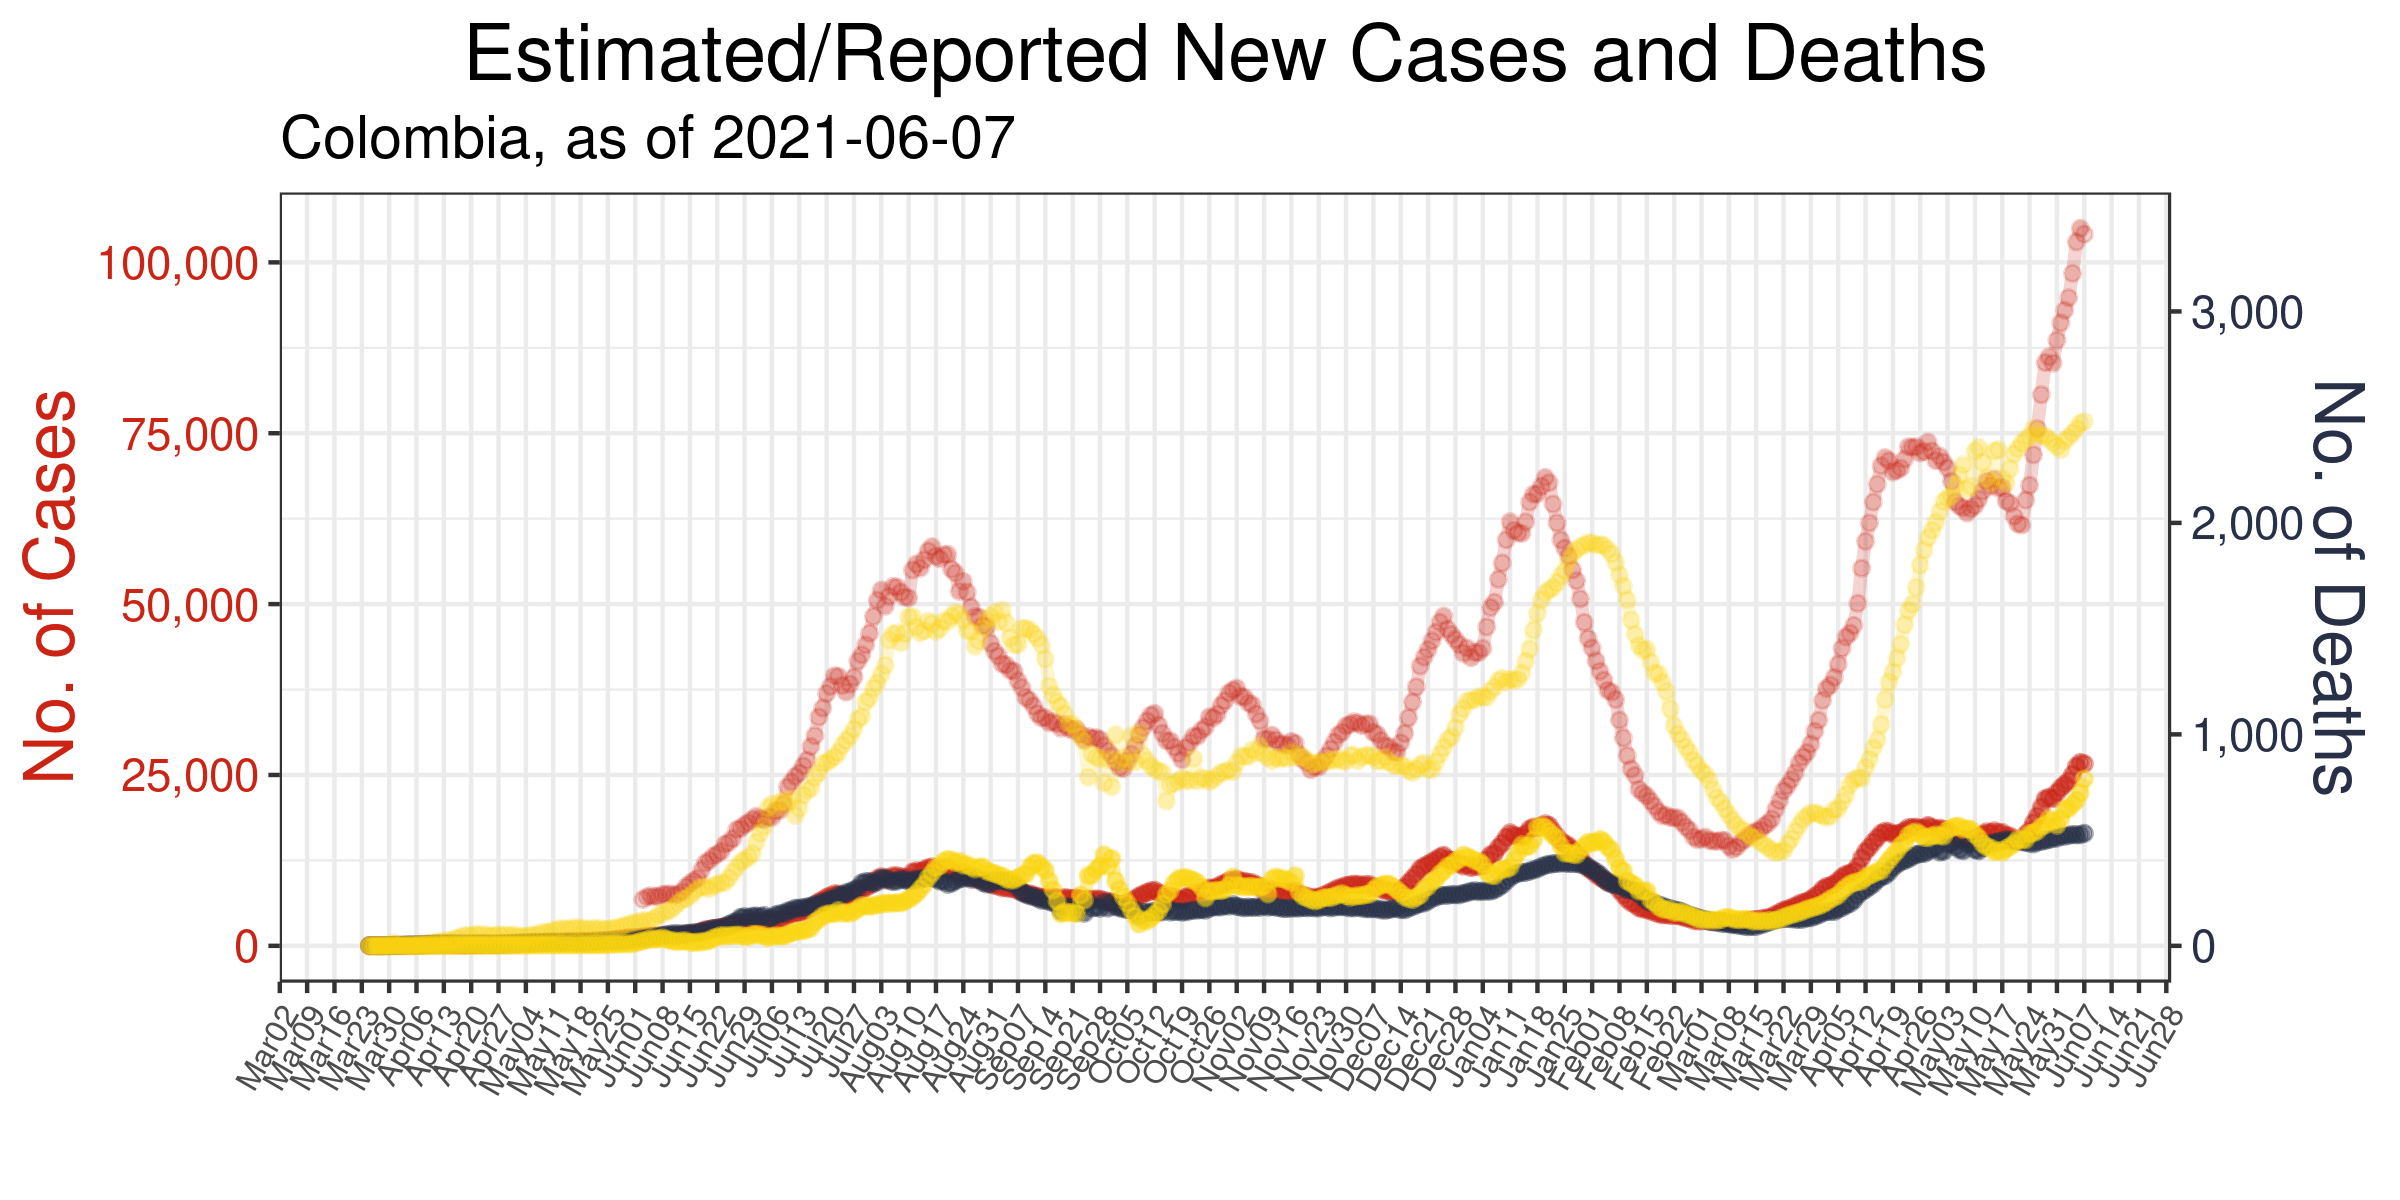 Estimated/Reported New Cases and Deaths
Colombia, as of 2021-06-07
No. of Cases
100,000
75,000
50,000
25,000
0
3,000
2,000
1,000
0
No. of Deaths
Mar02
Mar09
Mar16
Mar23
Mar30
Apr06
Apr13
Apr20
Apr27
May04
May11
May18
May25
Jun01
Jun08
Jun15
Jun22
Jun29
Jul06
Jul13
Jul20
Jul27
Aug03
Aug10
Aug17
Aug24
Aug31
Sep07
Sep14
Sep21
Sep28
Oct05
Oct12
Oct19
Oct26
Nov02
Nov09
Nov16
Nov23
Nov30
Dec07
Dec14
Dec21
Dec28
Jan04
Jan11
Jan18
Jan25
Feb01
Feb08
Feb15
Feb22
Mar01
Mar08
Mar15
Mar22
Mar29
Apr05
Apr12
Apr19
Apr26
May03
May10
May17
May24
May31
Jun07
Jun14
Jun21
Jun28